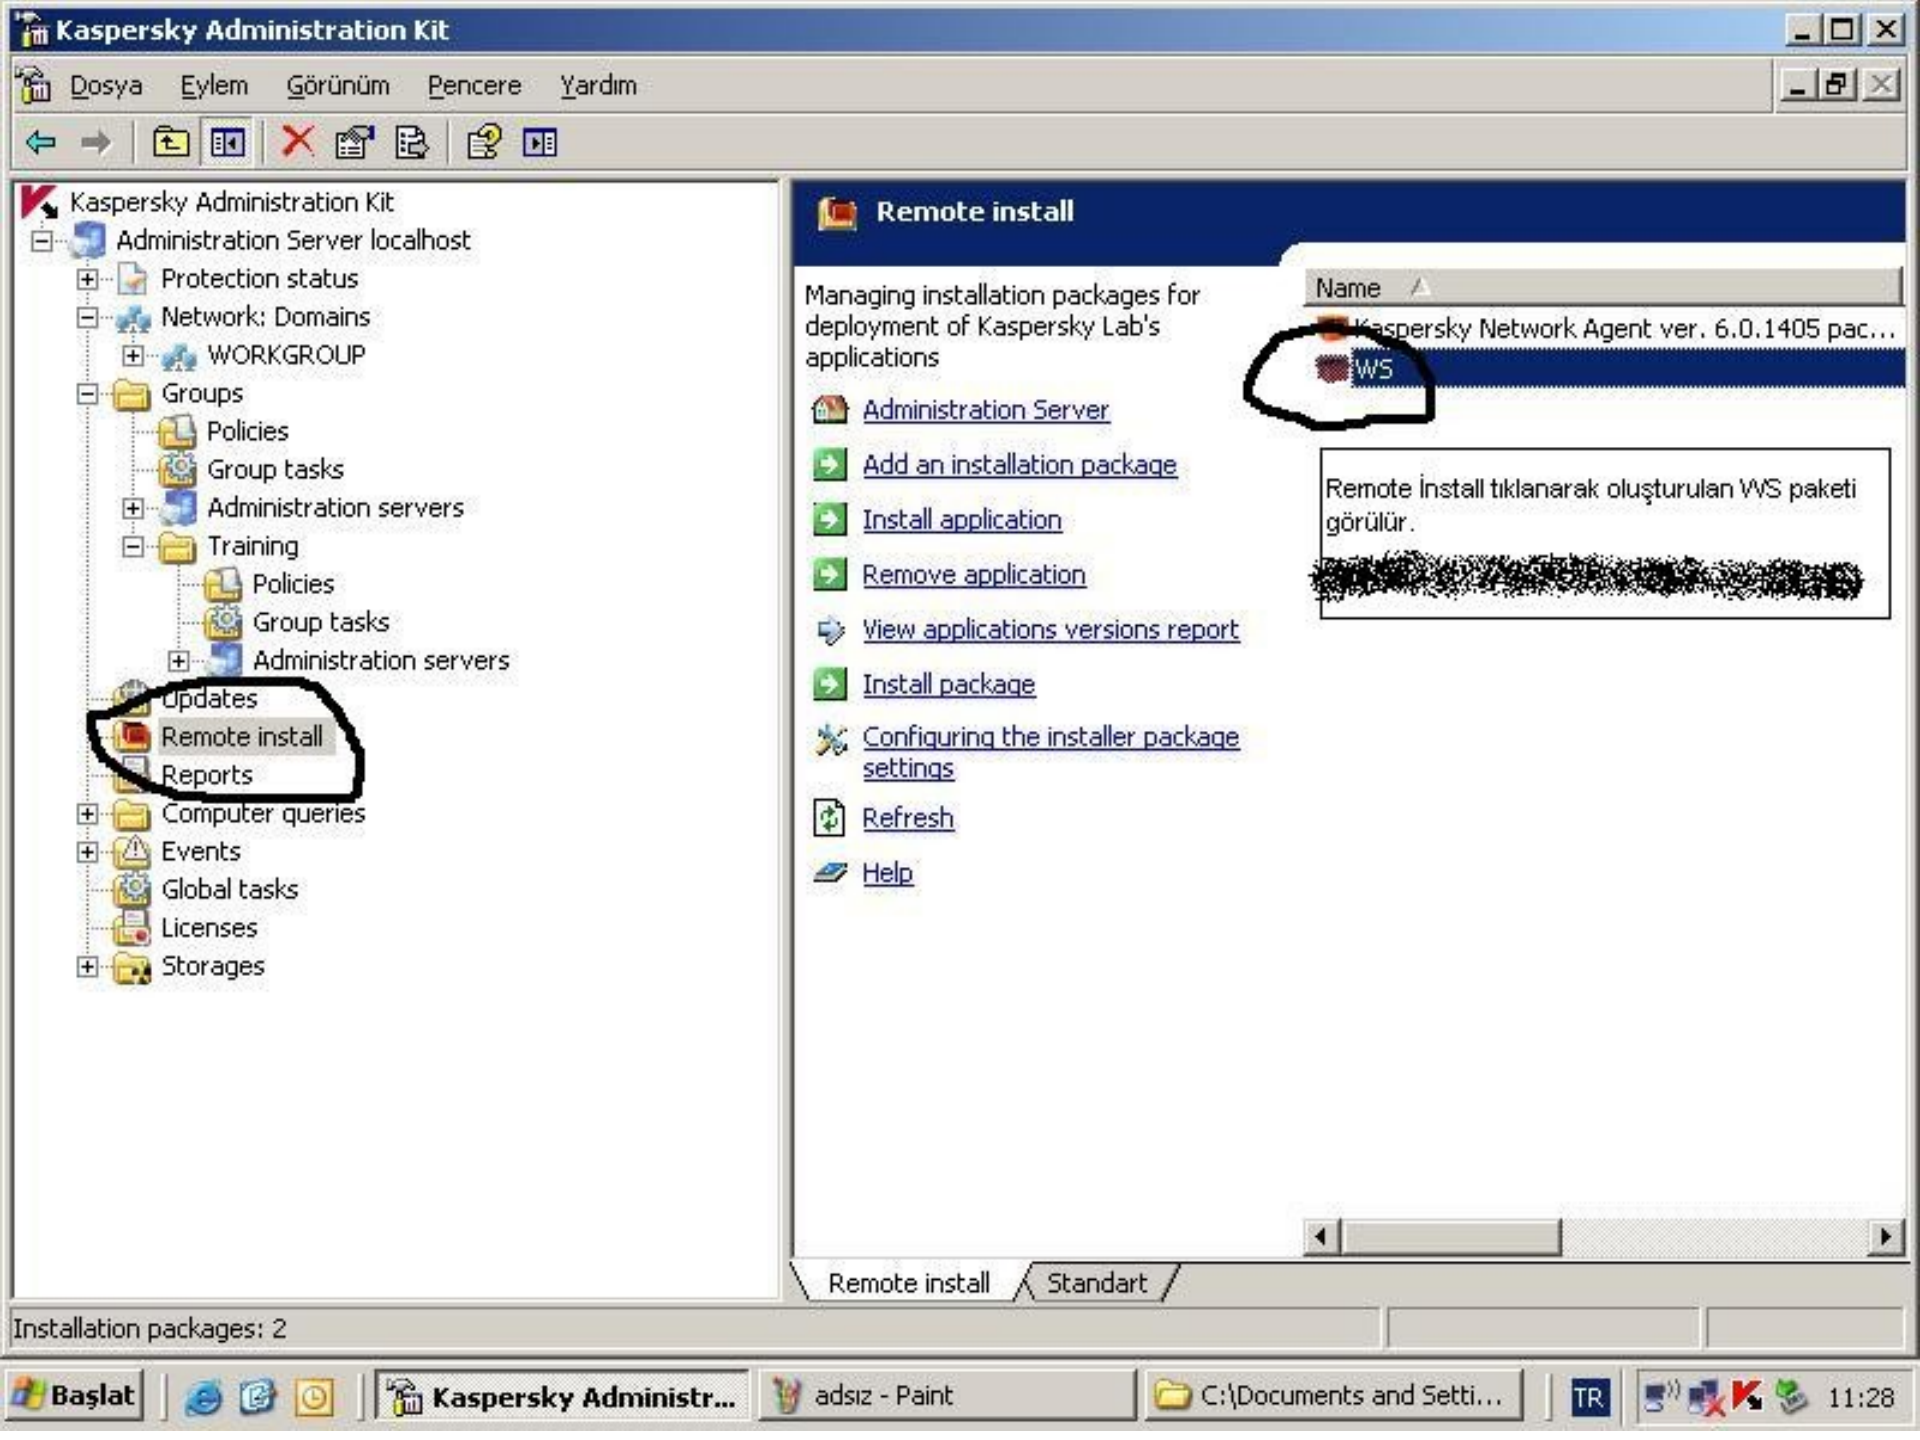 Kaspersky Administration Kit
Dosya Eylem Görünüm Pencere Yardım
Kaspersky Administration Kit
Administration Server localhost
Protection status
Network: Domains
WORKGROUP
Groups
Policies
Group tasks
Administration servers
Training
Policies
Group tasks
Administration servers
Updates
Remote install
Reports
Computer queries
Events
Global tasks
Licenses
Storages
Remote install
Managing installation packages for
deployment of Kaspersky Lab's
applications
Administration Server
Add an installation package
Install application
Remove application
View applications versions report
Install package
Configuring the installer package
settings
Refresh
Help
Name
Kaspersky Network Agent ver. 6.0.1405 pac...
WS
Remote İnstall tıklanarak oluşturulan WS paketi
görülür.
Remote install Standart
Installation packages: 2
Başlat Kaspersky Administr... adsız - Paint C:\Documents and Setti... TR 11:28